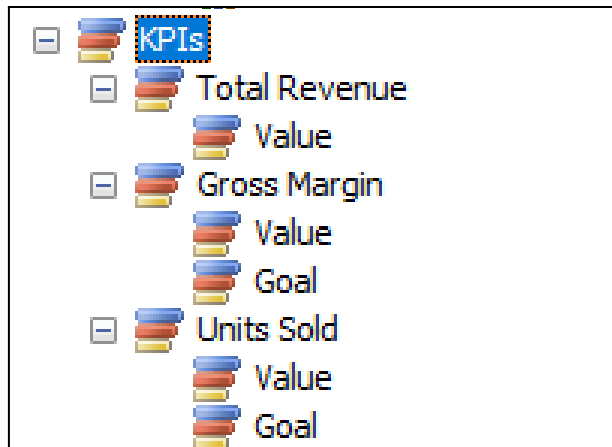 KPIs
Total Revenue
Value
Gross Margin
Value
Goal
Units Sold
Value
Goal